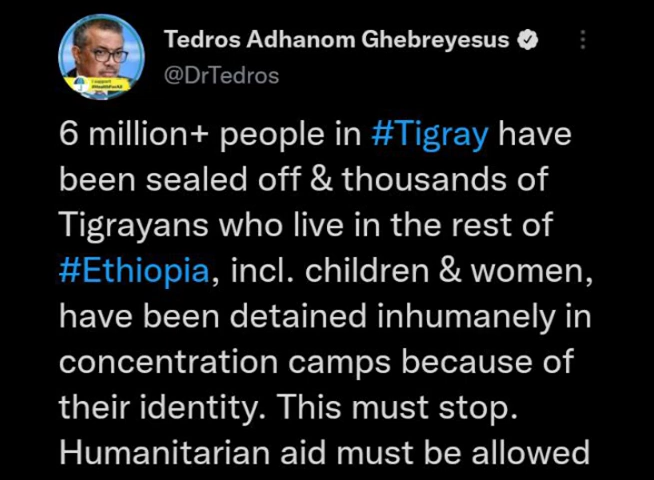 Tedros Adhanom Ghebreyesus
@DrTedros
6 million+ people in #Tigray have
been sealed off & thousands of
Tigrayans who live in the rest of
#Ethiopia, incl. children & women,
have been detained inhumanely in
concentration camps because of
their identity. This must stop.
Humanitarian aid must be allowed